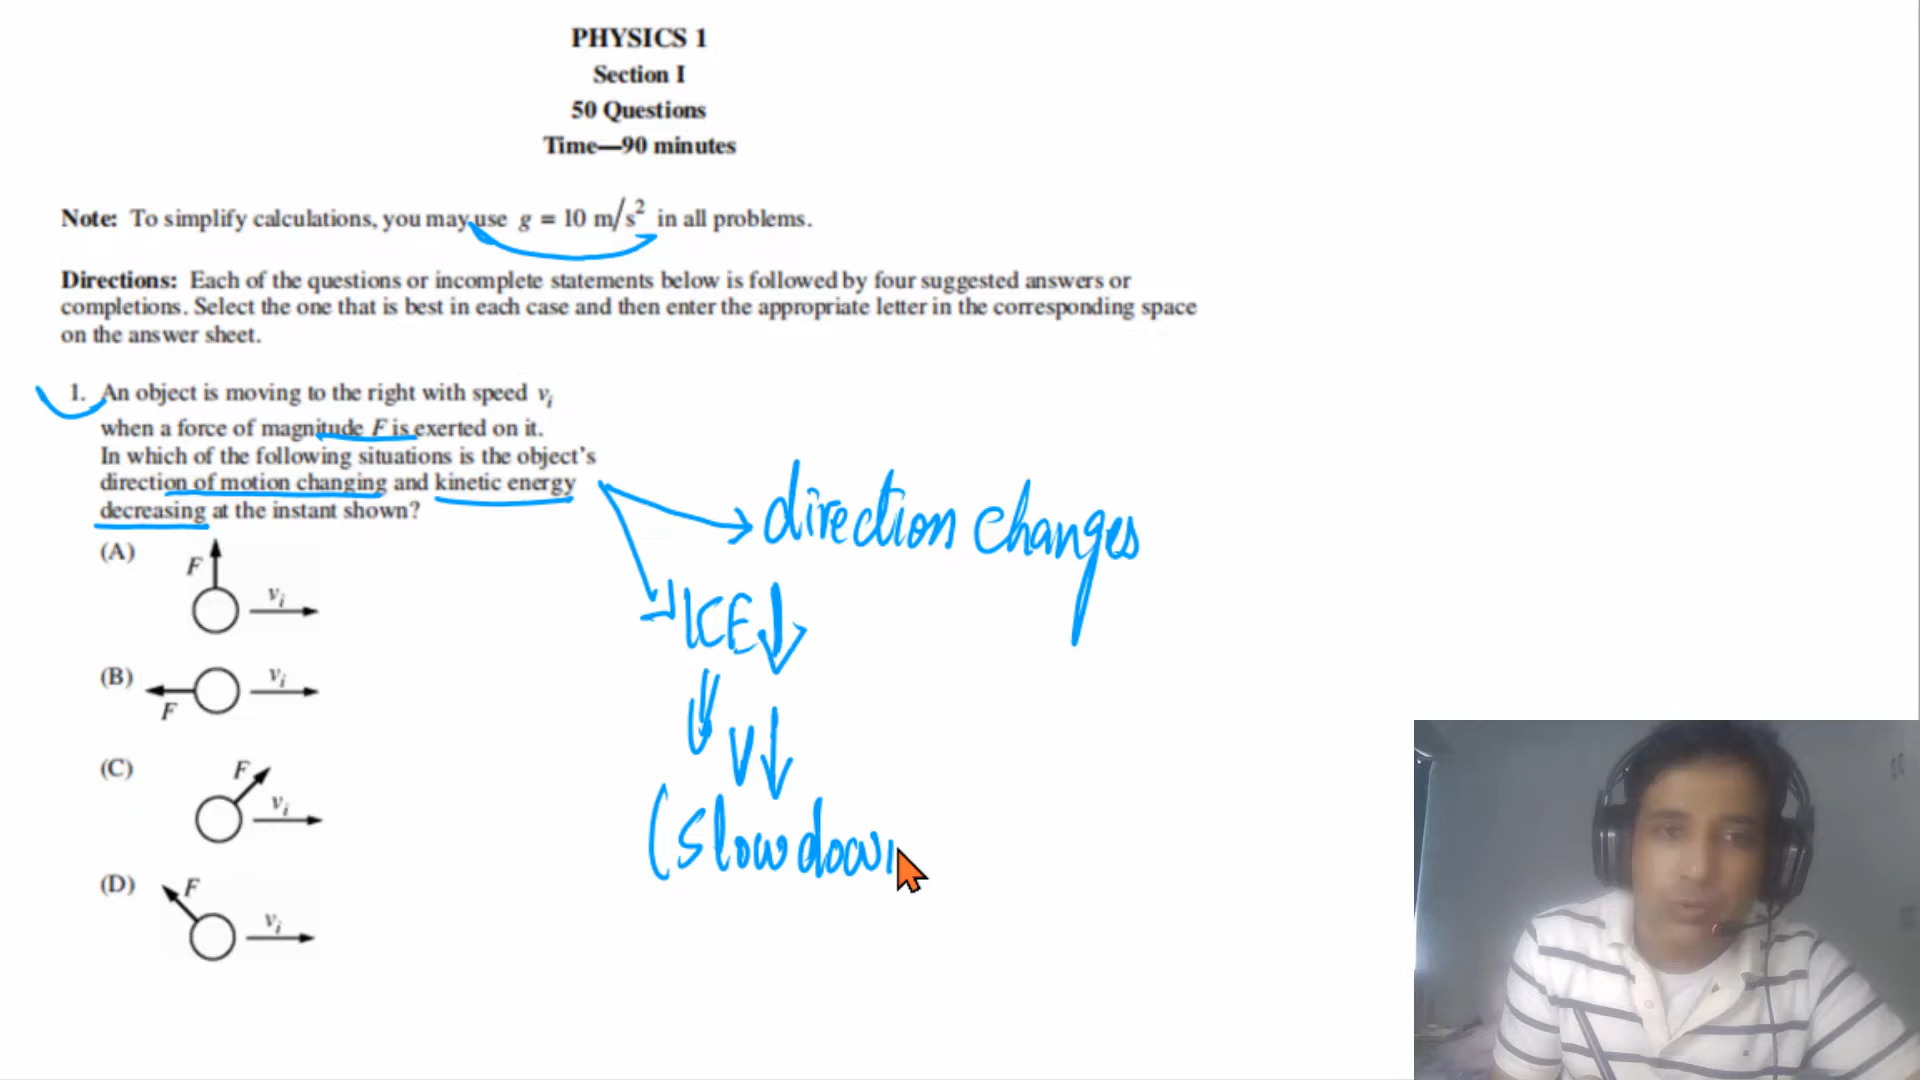 PHYSICS 1
Section I
50 Questions
Time—90 minutes
Note: To simplify calculations, you may use g = 10 m/s² in all problems.
Directions: Each of the questions or incomplete statements below is followed by four suggested answers or
completions. Select the one that is best in each case and then enter the appropriate letter in the corresponding space
on the answer sheet.
1. An object is moving to the right with speed vᵢ
when a force of magnitude F is exerted on it.
In which of the following situations is the object's
direction of motion changing and kinetic energy
decreasing at the instant shown?
(A)
F
vᵢ
(B)
vᵢ
F
(C)
F
vᵢ
(D)
F
vᵢ
direction changes
KE↓
V↓
(slow down